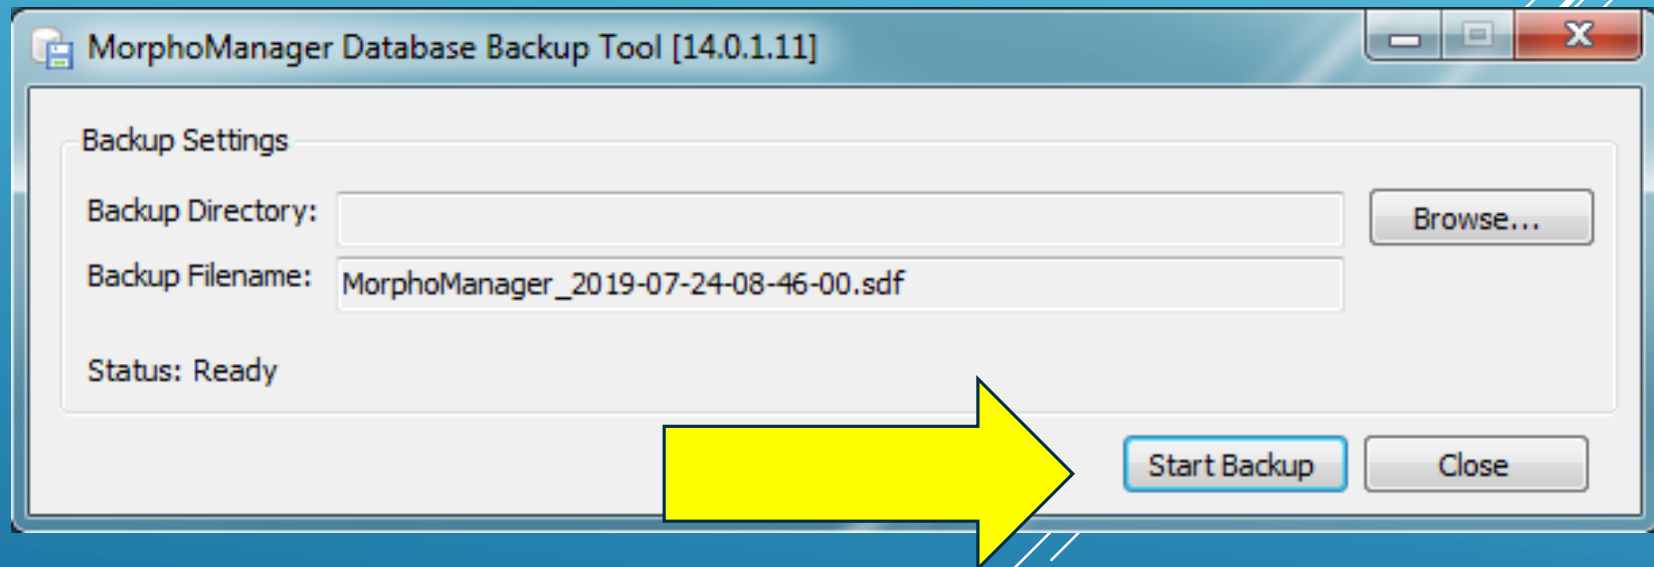 MorphoManager Database Backup Tool [14.0.1.11]
Backup Settings
Backup Directory:
Browse...
Backup Filename: MorphoManager_2019-07-24-08-46-00.sdf
Status: Ready
Start Backup Close